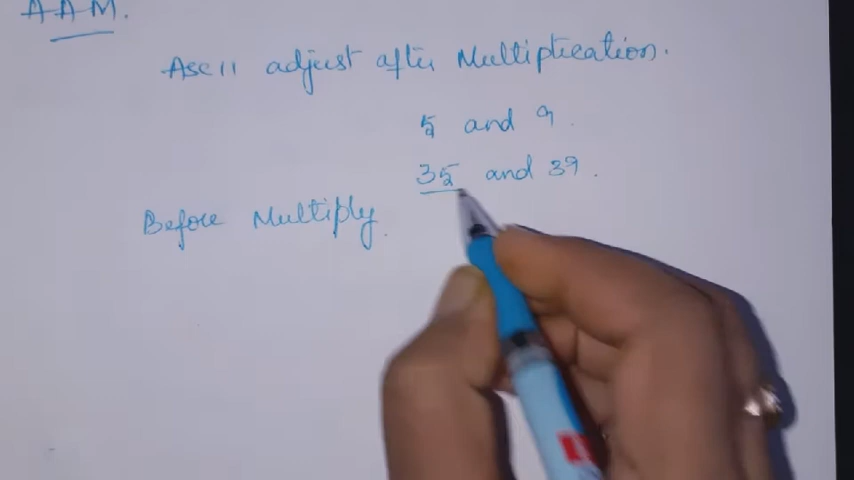 AAM.
Ascii adjust after Multiplication.
5 and 9.
35 and 39.
Before Multiply.